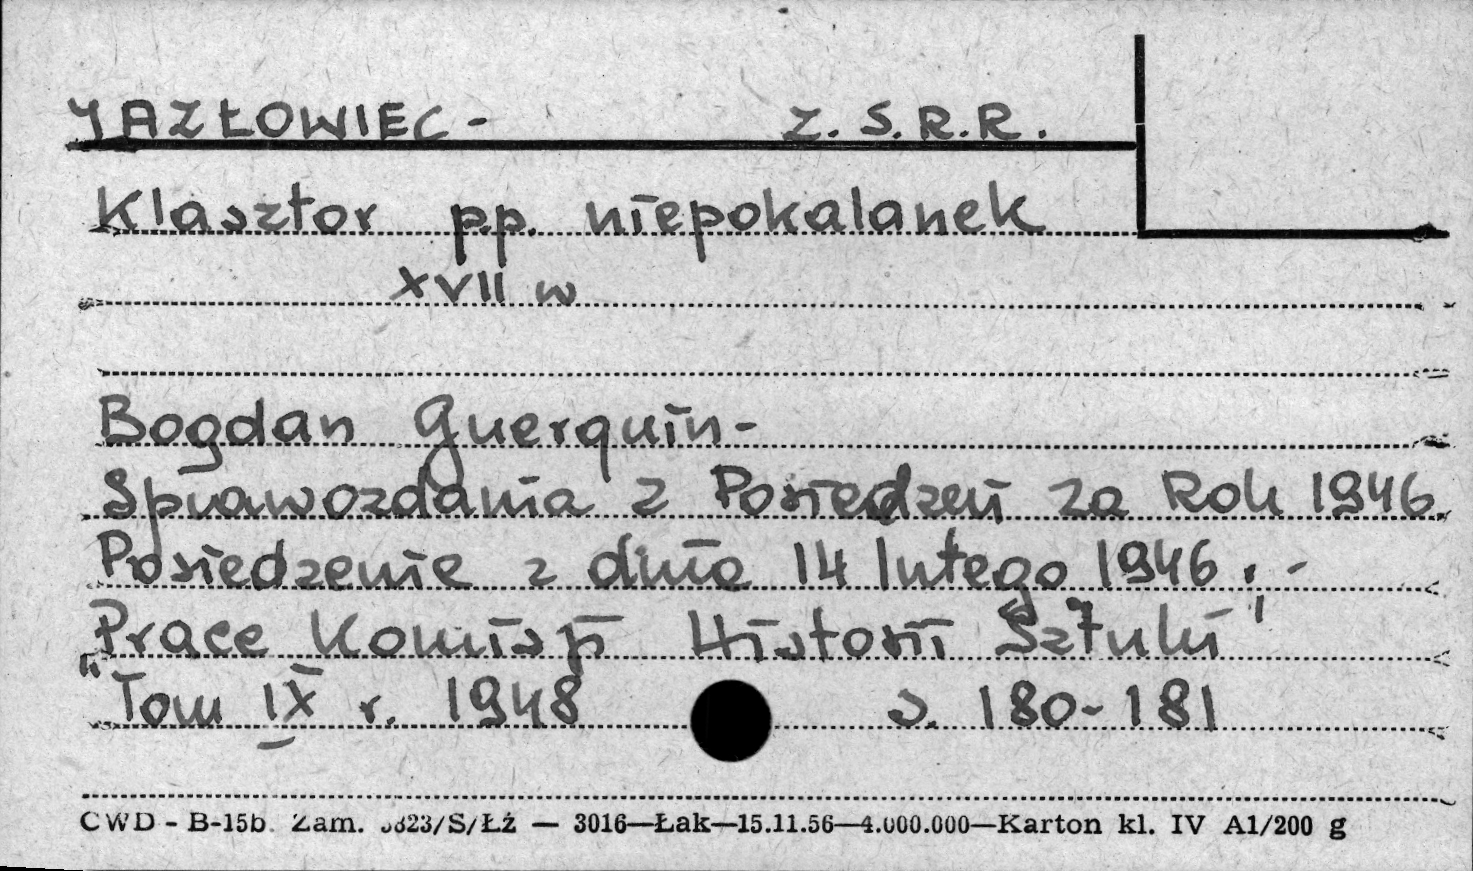 JAZŁOWIEC - Z. S. R. R.
Klasztor p.p. niepokalanek
XVII w
Bogdan Guerquin -
Sprawozdania z Posiedzeń za Rok 1946.
Posiedzenie z dnia 14 lutego 1946 r. -
"Prace Komisji Historii Sztuki"
Tom IX r. 1948 s. 180-181
CWD - B-15b. Zam. 5823/S/Łż — 3016—Łak—15.11.56—4.000.000—Karton kl. IV A1/200 g